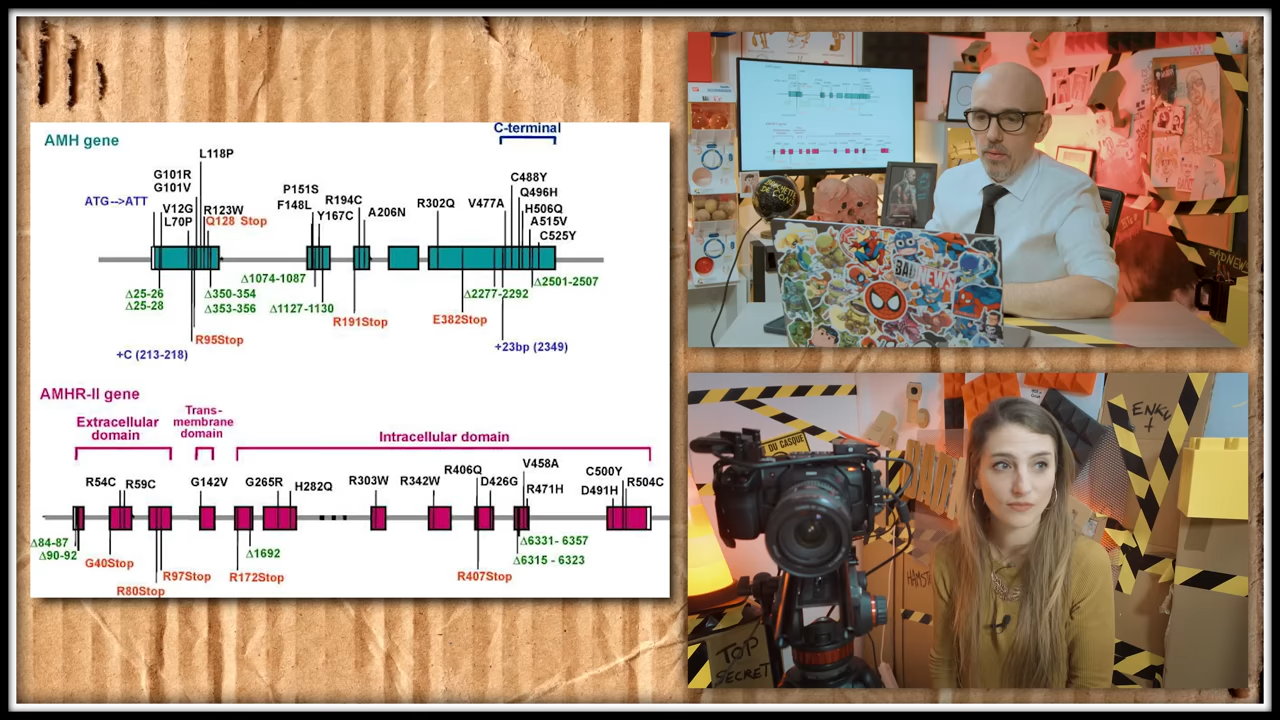 AMH gene
C-terminal
L118P
G101R
G101V
ATG-->ATT
V12G
L70P
R123W
Q128 Stop
P151S
F148L
Y167C
R194C
A206N
R302Q
V477A
C488Y
Q496H
H506Q
A515V
C525Y
Δ25-26
Δ25-28
Δ350-354
Δ353-356
Δ1074-1087
Δ1127-1130
R191Stop
E382Stop
Δ2277-2292
Δ2501-2507
R95Stop
+C (213-218)
+23bp (2349)
AMHR-II gene
Extracellular
domain
Trans-
membrane
domain
Intracellular domain
R54C
R59C
G142V
G265R
H282Q
R303W
R342W
R406Q
D426G
V458A
R471H
C500Y
D491H
R504C
Δ84-87
Δ90-92
G40Stop
R80Stop
R97Stop
R172Stop
Δ1692
R407Stop
Δ6331- 6357
Δ6315 - 6323
BADNEWS
DU CASQUE
TOP
SECRET